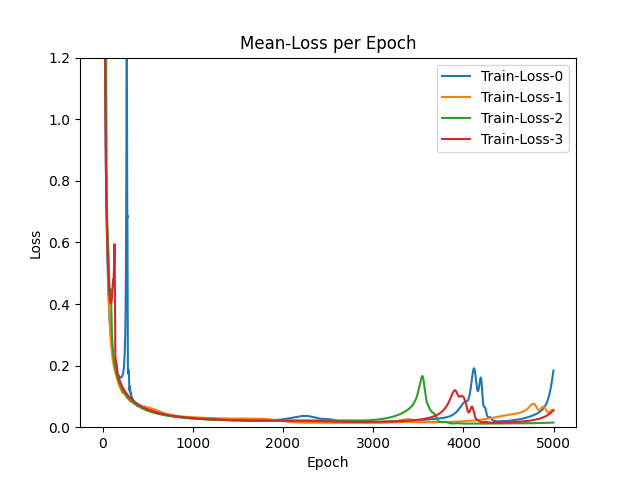 Mean-Loss per Epoch
1.2
1.0
0.8
0.6
0.4
0.2
0.0
Loss
Train-Loss-0
Train-Loss-1
Train-Loss-2
Train-Loss-3
0 1000 2000 3000 4000 5000
Epoch